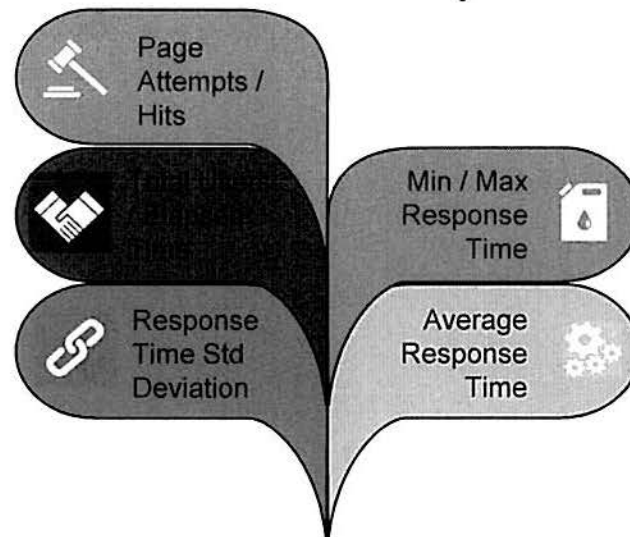 Page
Attempts /
Hits
Min / Max
Response
Time
Response
Time Std
Deviation
Average
Response
Time